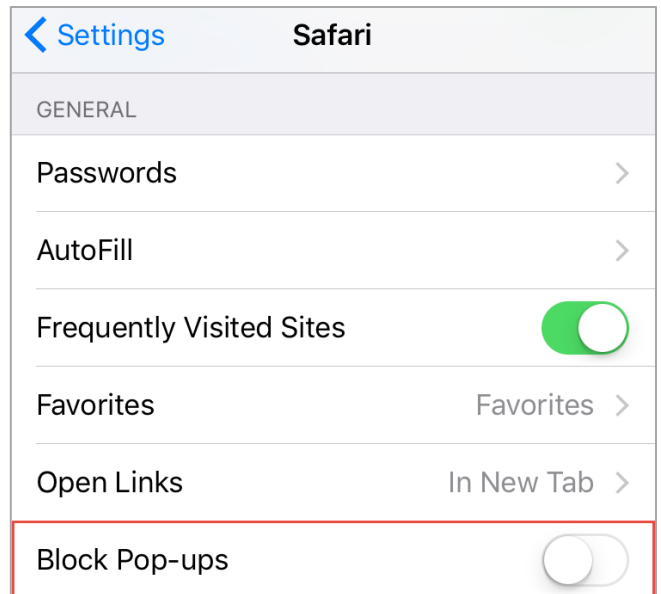 Settings Safari
GENERAL
Passwords
AutoFill
Frequently Visited Sites
Favorites Favorites
Open Links In New Tab
Block Pop-ups